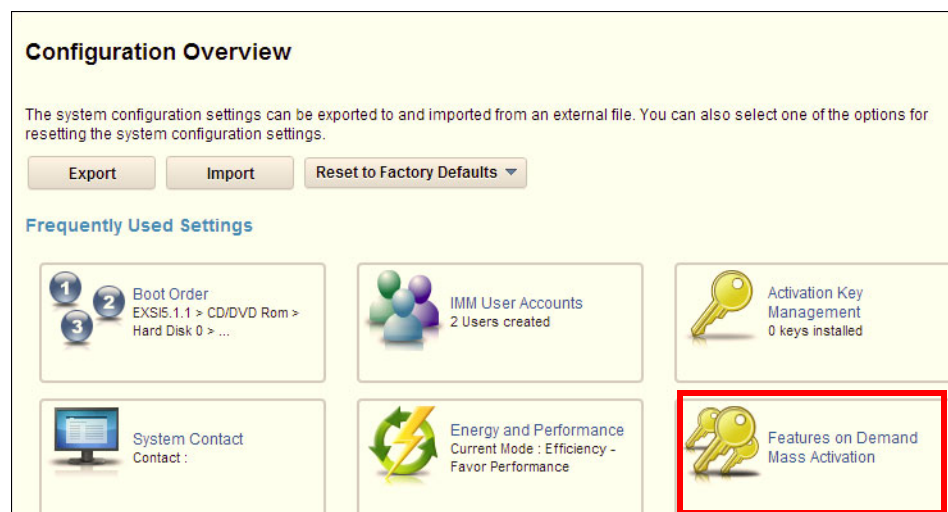 Configuration Overview
The system configuration settings can be exported to and imported from an external file. You can also select one of the options for
resetting the system configuration settings.
Export
Import
Reset to Factory Defaults
Frequently Used Settings
1
2
3
Boot Order
EXSI5.1.1 > CD/DVD Rom >
Hard Disk 0 > ...
IMM User Accounts
2 Users created
Activation Key
Management
0 keys installed
System Contact
Contact :
Energy and Performance
Current Mode : Efficiency -
Favor Performance
Features on Demand
Mass Activation